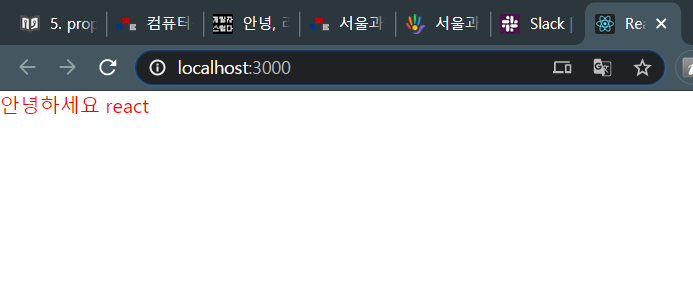 5. prop 컴퓨터 안녕, 서울과 서울과 Slack | Rea
localhost:3000
안녕하세요 react